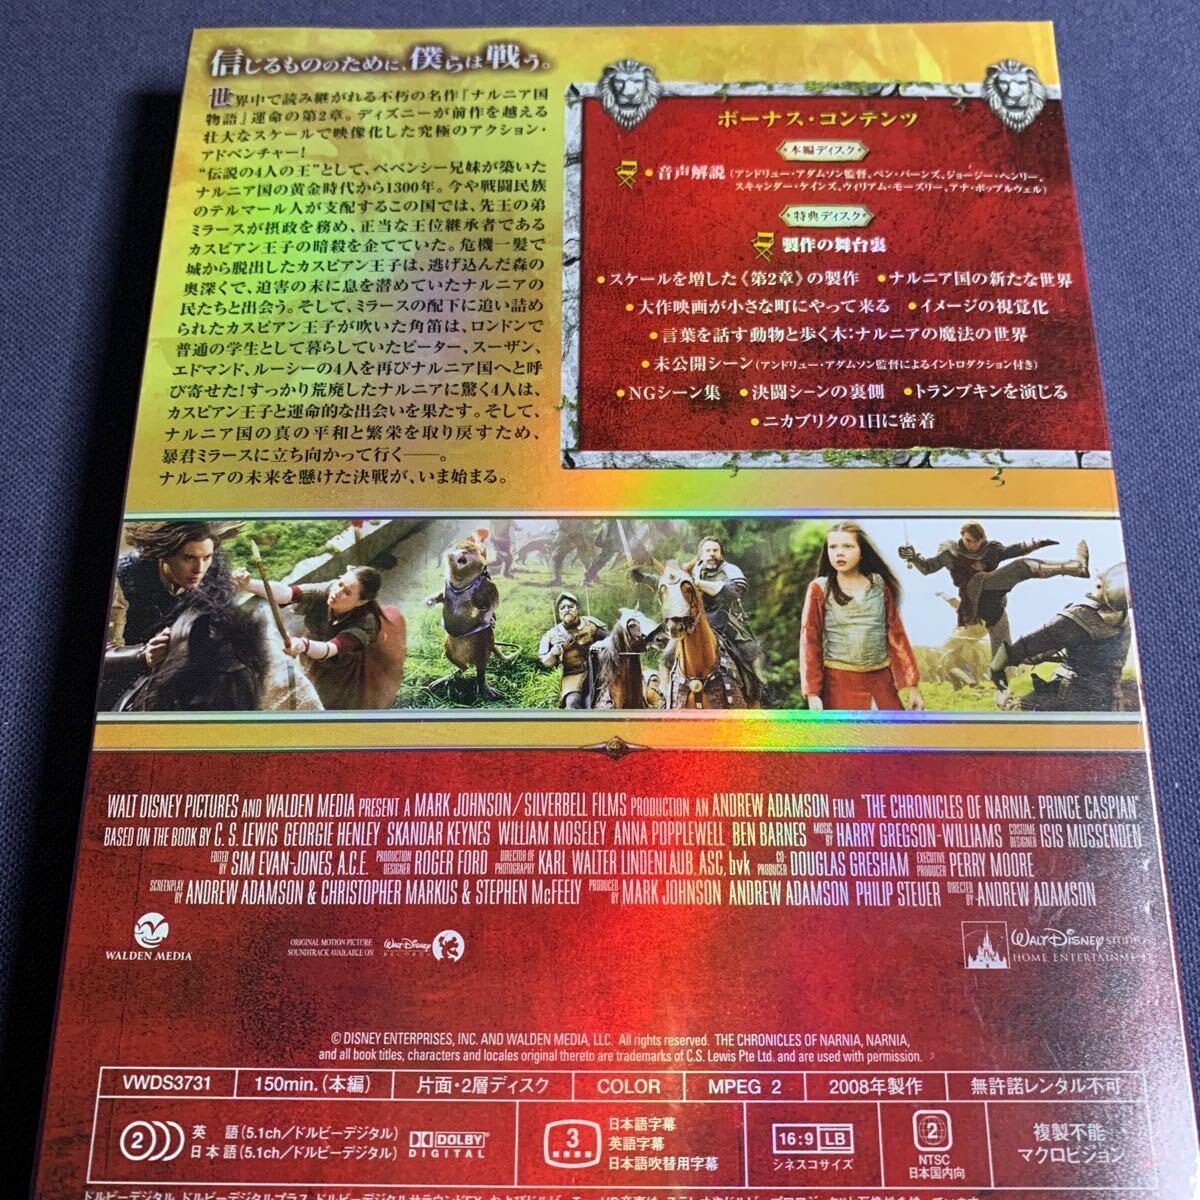 信じるもののために、僕らは戦う。
世界中で読み継がれる不朽の名作『ナルニア国
物語』運命の第2章。ディズニーが前作を越える
壮大なスケールで映像化した究極のアクション・
アドベンチャー!
“伝説の4人の王”として、ペベンシー兄妹が築いた
ナルニア国の黄金時代から1300年。今や戦闘民族
のテルマール人が支配するこの国では、先王の弟
ミラースが摂政を務め、正当な王位継承者である
カスピアン王子の暗殺を企てていた。危機一髪で
城から脱出したカスピアン王子は、逃げ込んだ森の
奥深くで、迫害の末に息を潜めていたナルニアの
民たちと出会う。そして、ミラースの配下に追い詰め
られたカスピアン王子が吹いた角笛は、ロンドンで
普通の学生として暮らしていたピーター、スーザン、
エドマンド、ルーシーの4人を再びナルニア国へと呼
び寄せた!すっかり荒廃したナルニアに驚く4人は、
カスピアン王子と運命的な出会いを果たす。そして、
ナルニア国の真の平和と繁栄を取り戻すため、
暴君ミラースに立ち向かって行く——。
ナルニアの未来を懸けた決戦が、いま始まる。
ボーナス・コンテンツ
本編ディスク
●音声解説(アンドリュー・アダムソン監督、ベン・バーンズ、ジョージー・ヘンリー、
スキャンダー・ケインズ、ウィリアム・モーズリー、アナ・ポップルウェル)
特典ディスク
製作の舞台裏
●スケールを増した《第2章》の製作 ●ナルニア国の新たな世界
●大作映画が小さな町にやって来る ●イメージの視覚化
●言葉を話す動物と歩く木:ナルニアの魔法の世界
●未公開シーン(アンドリュー・アダムソン監督によるイントロダクション付き)
●NGシーン集 ●決闘シーンの裏側 ●トランプキンを演じる
●ニカブリクの1日に密着
WALT DISNEY PICTURES AND WALDEN MEDIA PRESENT A MARK JOHNSON/SILVERBELL FILMS PRODUCTION AN ANDREW ADAMSON FILM "THE CHRONICLES OF NARNIA: PRINCE CASPIAN"
BASED ON THE BOOK BY C. S. LEWIS GEORGIE HENLEY SKANDAR KEYNES WILLIAM MOSELEY ANNA POPPLEWELL BEN BARNES MUSIC BY HARRY GREGSON-WILLIAMS COSTUME DESIGNER ISIS MUSSENDEN
EDITED BY SIM EVAN-JONES, A.C.E. PRODUCTION DESIGNER ROGER FORD DIRECTOR OF PHOTOGRAPHY KARL WALTER LINDENLAUB, ASC, bvk CO-PRODUCER DOUGLAS GRESHAM EXECUTIVE PRODUCER PERRY MOORE
SCREENPLAY BY ANDREW ADAMSON & CHRISTOPHER MARKUS & STEPHEN McFEELY PRODUCED BY MARK JOHNSON ANDREW ADAMSON PHILIP STEUER DIRECTED BY ANDREW ADAMSON
WALDEN MEDIA
ORIGINAL MOTION PICTURE
SOUNDTRACK AVAILABLE ON
WALT DISNEY
RECORDS
WALT DISNEY STUDIOS
HOME ENTERTAINMENT
© DISNEY ENTERPRISES, INC. AND WALDEN MEDIA, LLC. All rights reserved. THE CHRONICLES OF NARNIA, NARNIA,
and all book titles, characters and locales original thereto are trademarks of C.S. Lewis Pte Ltd. and are used with permission.
VWDS3731 150min.(本編) 片面・2層ディスク COLOR MPEG 2 2008年製作 無許諾レンタル不可
2 英 語(5.1ch/ドルビーデジタル)
日本語(5.1ch/ドルビーデジタル)
DOLBY
DIGITAL
3 日本語字幕
英語字幕
日本語吹替用字幕
16:9 LB
シネスコサイズ
2
NTSC
日本国内向
複製不能
マクロビジョン